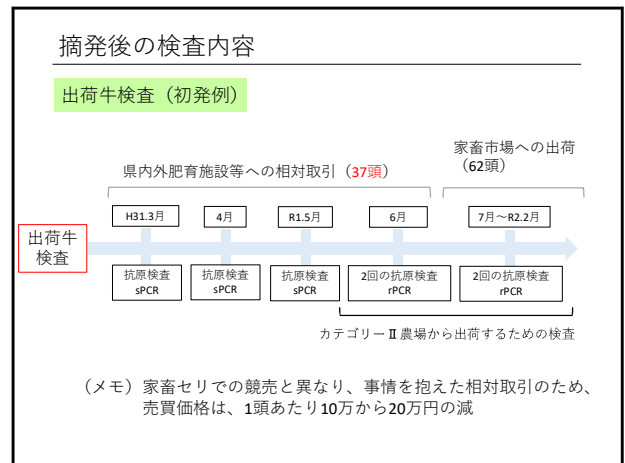 摘発後の検査内容
出荷牛検査（初発例）
家畜市場への出荷
（62頭）
県内外肥育施設等への相対取引（37頭）
H31.3月
4月
R1.5月
6月
7月～R2.2月
出荷牛
検査
抗原検査
sPCR
抗原検査
sPCR
抗原検査
sPCR
2回の抗原検査
rPCR
2回の抗原検査
rPCR
カテゴリーⅡ農場から出荷するための検査
（メモ）家畜セリでの競売と異なり、事情を抱えた相対取引のため、
売買価格は、1頭あたり10万から20万円の減